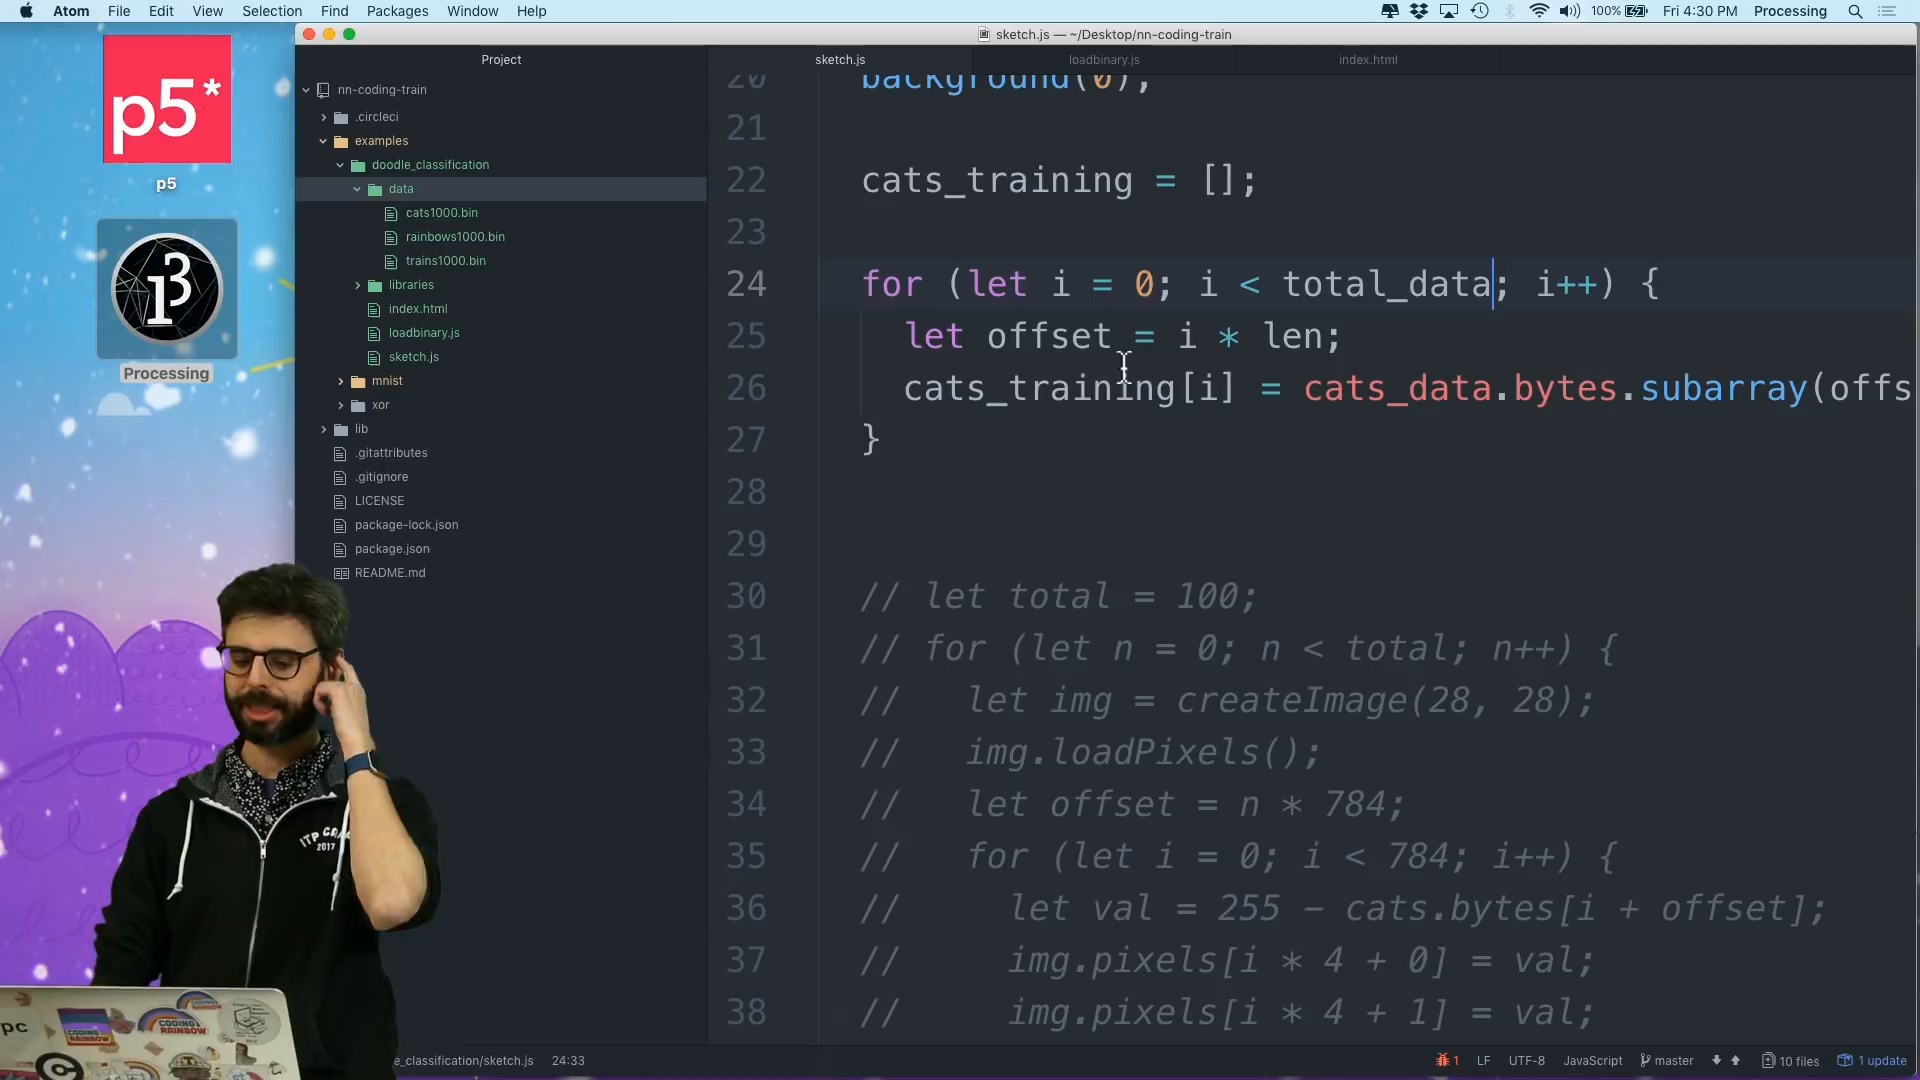 Atom File Edit View Selection Find Packages Window Help
100% Fri 4:30 PM Processing
sketch.js — ~/Desktop/nn-coding-train
p5*
p5
Processing
Project
nn-coding-train
.circleci
examples
doodle_classification
data
cats1000.bin
rainbows1000.bin
trains1000.bin
libraries
index.html
loadbinary.js
sketch.js
mnist
xor
lib
.gitattributes
.gitignore
LICENSE
package-lock.json
package.json
README.md
sketch.js loadbinary.js index.html
20 background(0);
21
22 cats_training = [];
23
24 for (let i = 0; i < total_data; i++) {
25 let offset = i * len;
26 cats_training[i] = cats_data.bytes.subarray(offs
27 }
28
29
30 // let total = 100;
31 // for (let n = 0; n < total; n++) {
32 // let img = createImage(28, 28);
33 // img.loadPixels();
34 // let offset = n * 784;
35 // for (let i = 0; i < 784; i++) {
36 // let val = 255 - cats.bytes[i + offset];
37 // img.pixels[i * 4 + 0] = val;
38 // img.pixels[i * 4 + 1] = val;
ITP
2017
pc
CODING
RAINBOW
CODING
RAINBOW
e_classification/sketch.js 24:33
1 LF UTF-8 JavaScript master 10 files 1 update